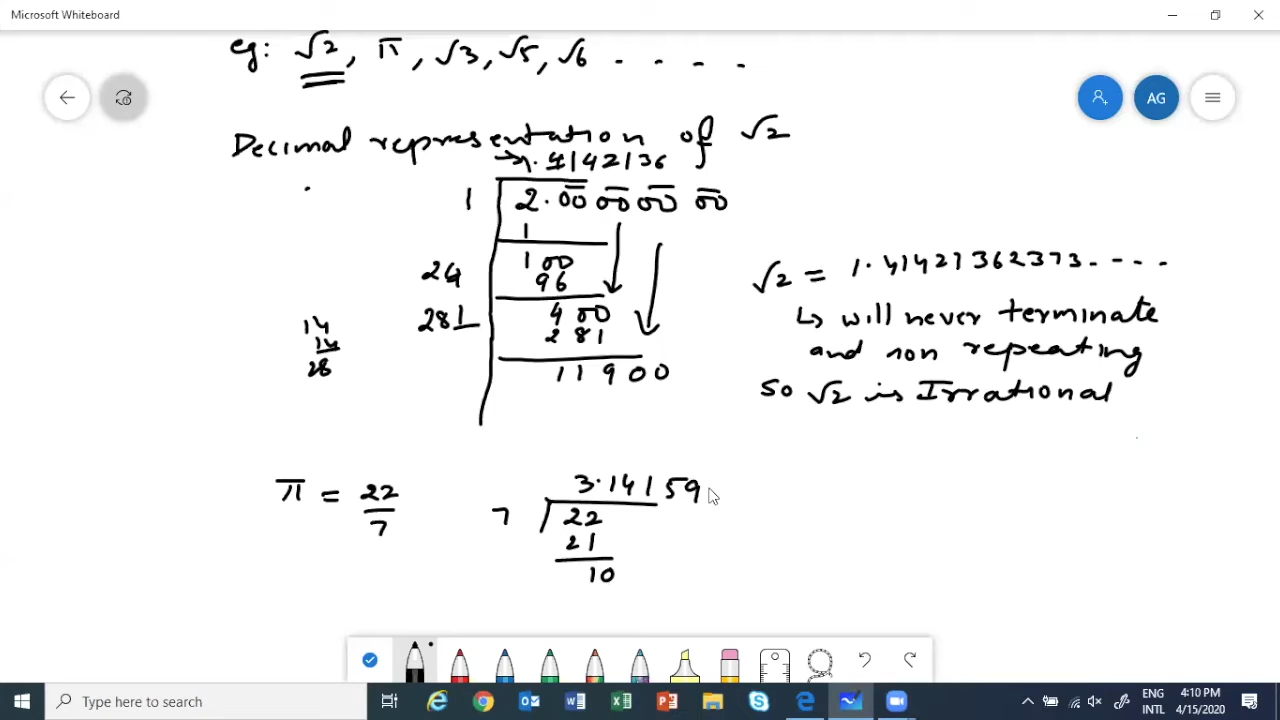 Microsoft Whiteboard
eg: √2, π, √3, √5, √6 . . . . .
AG
Decimal representation of √2
→1.4142136
1 2.00 00 00 00
1
24 100
96
281 400
281
11900
14
14
28
√2 = 1.41421362373.....
↳ will never terminate
and non repeating
So √2 is Irrational
π = 22
7
3.14159
7 22
21
10
Type here to search
ENG
INTL
4:10 PM
4/15/2020